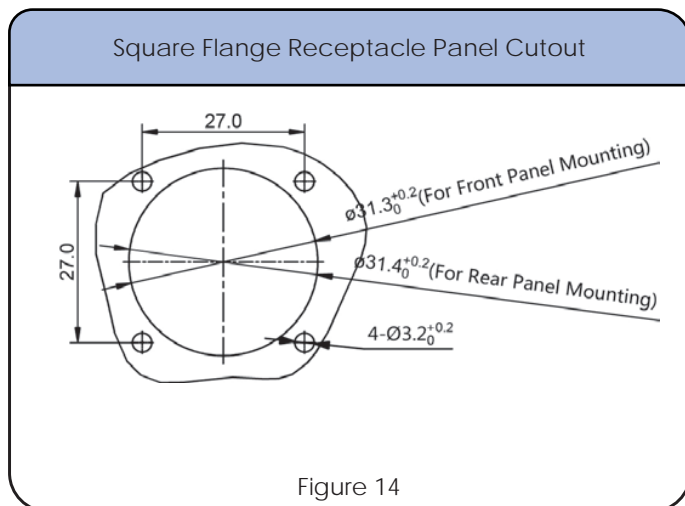 Square Flange Receptacle Panel Cutout
27.0
ø31.3+0.2 0(For Front Panel Mounting)
27.0
ø31.4+0.2 0(For Rear Panel Mounting)
4-Ø3.2+0.2 0
Figure 14